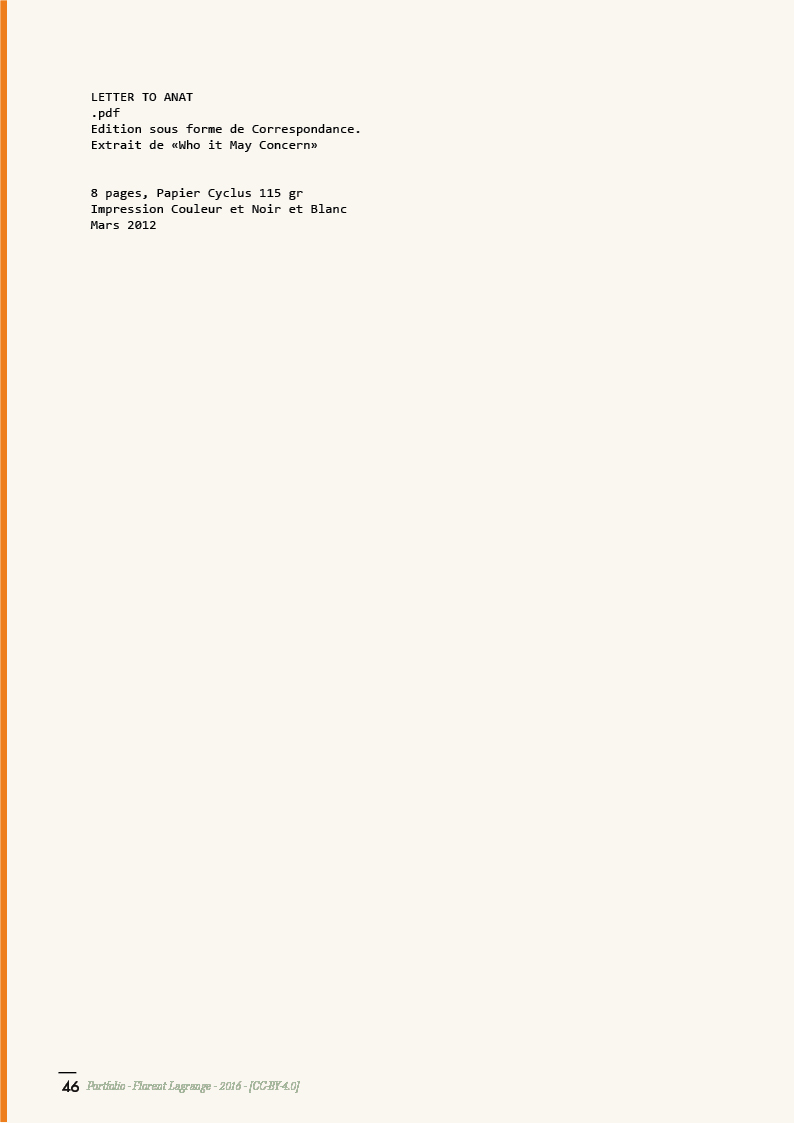 LETTER TO ANAT
.pdf
Edition sous forme de Correspondance.
Extrait de «Who it May Concern»
8 pages, Papier Cyclus 115 gr
Impression Couleur et Noir et Blanc
Mars 2012
46 Portfolio - Florent Lagrange - 2016 - [CC-BY-4.0]